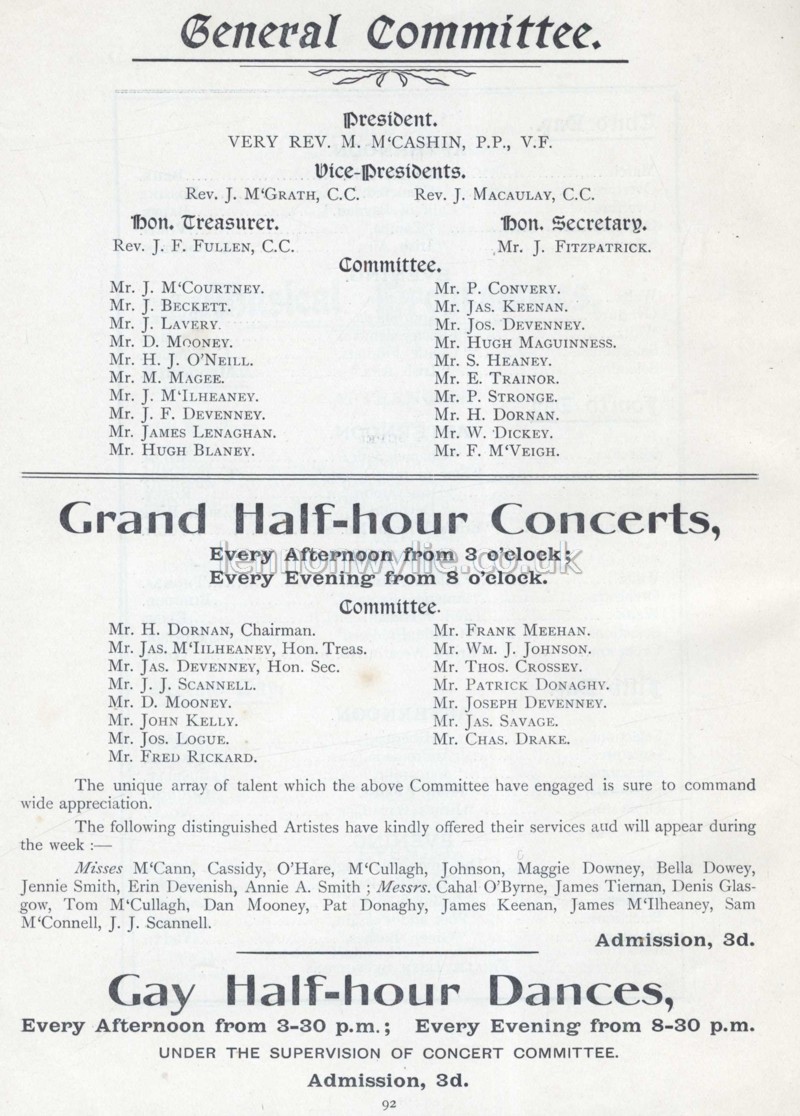 General Committee.
President.
VERY REV. M. M‘CASHIN, P.P., V.F.
Vice-Presidents.
Rev. J. M‘GRATH, C.C. Rev. J. MACAULAY, C.C.
Hon. Treasurer. Hon. Secretary.
Rev. J. F. FULLEN, C.C. Mr. J. FITZPATRICK.
Committee.
Mr. J. M‘COURTNEY.
Mr. J. BECKETT.
Mr. J. LAVERY.
Mr. D. MOONEY.
Mr. H. J. O’NEILL.
Mr. M. MAGEE.
Mr. J. M‘ILHEANEY.
Mr. J. F. DEVENNEY.
Mr. JAMES LENAGHAN.
Mr. HUGH BLANEY.
Mr. P. CONVERY.
Mr. JAS. KEENAN.
Mr. JOS. DEVENNEY.
Mr. HUGH MAGUINNESS.
Mr. S. HEANEY.
Mr. E. TRAINOR.
Mr. P. STRONGE.
Mr. H. DORNAN.
Mr. W. DICKEY.
Mr. F. M‘VEIGH.
Grand Half-hour Concerts,
Every Afternoon from 3 o’clock;
lennonwylie.co.uk
Every Evening from 8 o’clock.
Committee.
Mr. H. DORNAN, Chairman.
Mr. JAS. M‘IILHEANEY, Hon. Treas.
Mr. JAS. DEVENNEY, Hon. Sec.
Mr. J. J. SCANNELL.
Mr. D. MOONEY.
Mr. JOHN KELLY.
Mr. JOS. LOGUE.
Mr. FRED RICKARD.
Mr. FRANK MEEHAN.
Mr. WM. J. JOHNSON.
Mr. THOS. CROSSEY.
Mr. PATRICK DONAGHY.
Mr. JOSEPH DEVENNEY.
Mr. JAS. SAVAGE.
Mr. CHAS. DRAKE.
The unique array of talent which the above Committee have engaged is sure to command
wide appreciation.
The following distinguished Artistes have kindly offered their services aud will appear during
the week :—
Misses M‘Cann, Cassidy, O’Hare, M‘Cullagh, Johnson, Maggie Downey, Bella Dowey,
Jennie Smith, Erin Devenish, Annie A. Smith ; Messrs. Cahal O’Byrne, James Tiernan, Denis Glas-
gow, Tom M‘Cullagh, Dan Mooney, Pat Donaghy, James Keenan, James M‘Ilheaney, Sam
M‘Connell, J. J. Scannell.
Admission, 3d.
Gay Half-hour Dances,
Every Afternoon from 3-30 p.m.; Every Evening from 8-30 p.m.
UNDER THE SUPERVISION OF CONCERT COMMITTEE.
Admission, 3d.
92